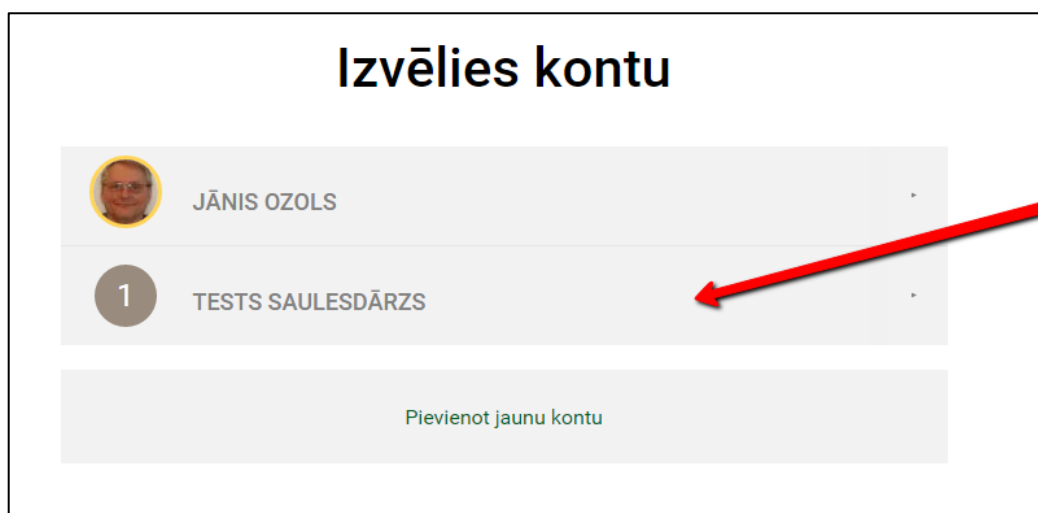 Izvēlies kontu
JĀNIS OZOLS
1
TESTS SAULESDĀRZS
Pievienot jaunu kontu